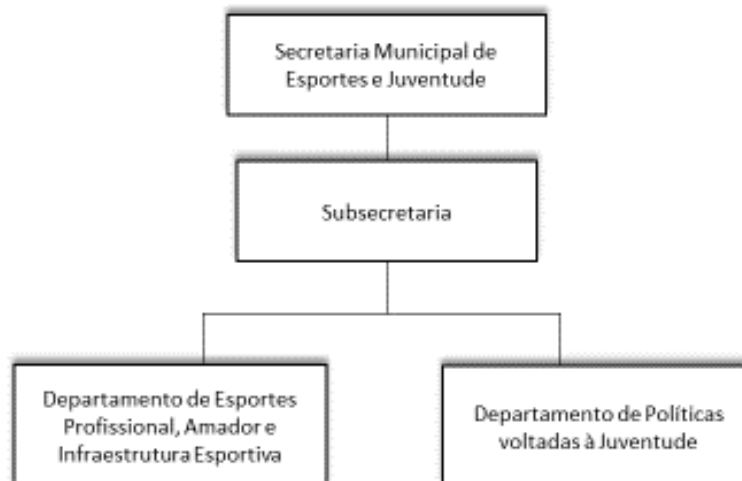 Secretaria Municipal de
Esportes e Juventude
Subsecretaria
Departamento de Esportes
Profissional, Amador e
Infraestrutura Esportiva
Departamento de Políticas
voltadas à Juventude